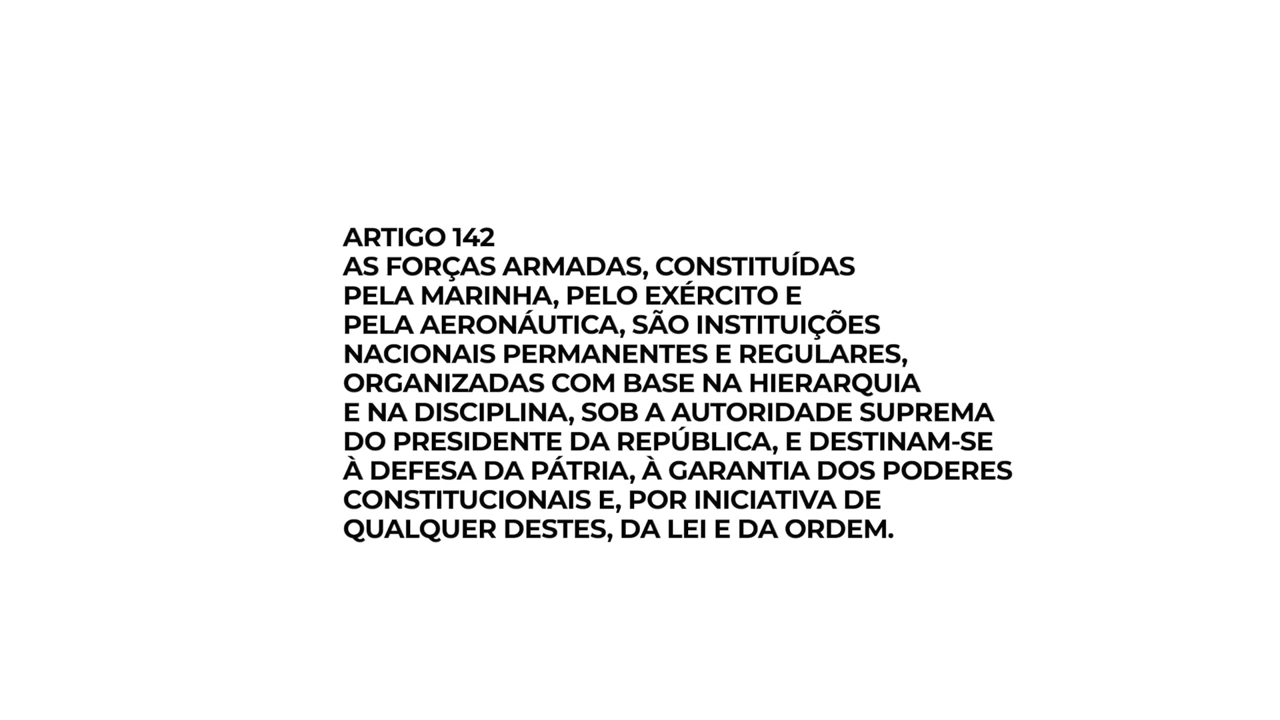 ARTIGO 142
AS FORÇAS ARMADAS, CONSTITUÍDAS
PELA MARINHA, PELO EXÉRCITO E
PELA AERONÁUTICA, SÃO INSTITUIÇÕES
NACIONAIS PERMANENTES E REGULARES,
ORGANIZADAS COM BASE NA HIERARQUIA
E NA DISCIPLINA, SOB A AUTORIDADE SUPREMA
DO PRESIDENTE DA REPÚBLICA, E DESTINAM-SE
À DEFESA DA PÁTRIA, À GARANTIA DOS PODERES
CONSTITUCIONAIS E, POR INICIATIVA DE
QUALQUER DESTES, DA LEI E DA ORDEM.